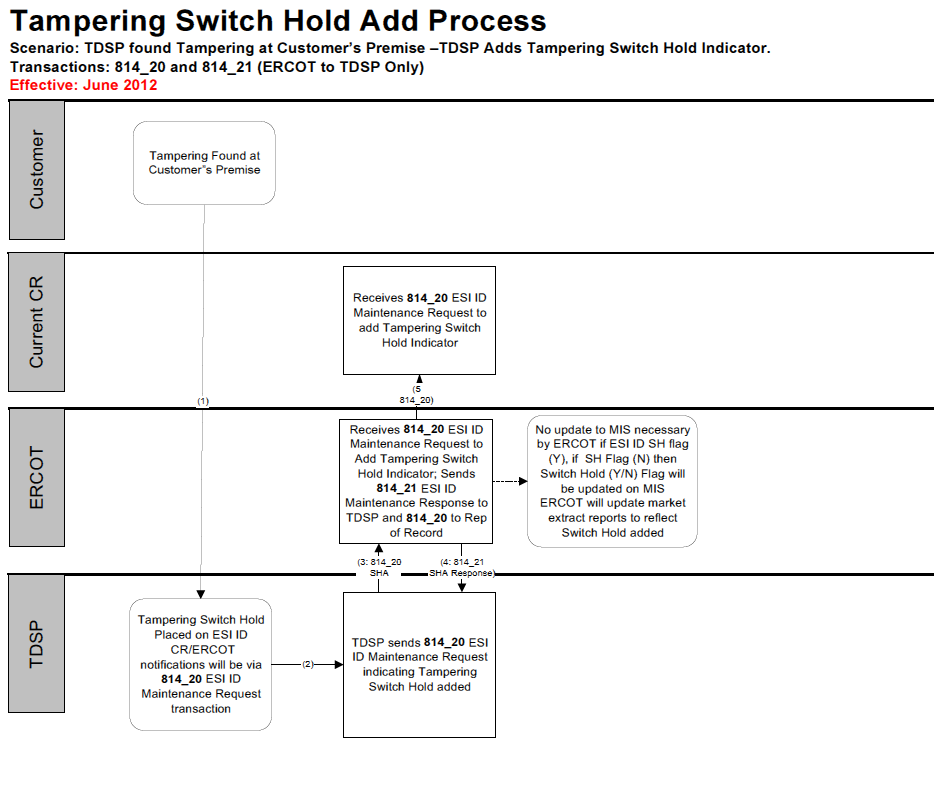 Tampering Switch Hold Add Process
Scenario: TDSP found Tampering at Customer's Premise –TDSP Adds Tampering Switch Hold Indicator.
Transactions: 814_20 and 814_21 (ERCOT to TDSP Only)
Effective: June 2012
Customer
Tampering Found at
Customer"s Premise
Current CR
Receives 814_20 ESI ID
Maintenance Request to
add Tampering Switch
Hold Indicator
(1)
(5
814_20)
ERCOT
Receives 814_20 ESI ID
Maintenance Request to
Add Tampering Switch
Hold Indicator; Sends
814_21 ESI ID
Maintenance Response to
TDSP and 814_20 to Rep
of Record
No update to MIS necessary
by ERCOT if ESI ID SH flag
(Y), if SH Flag (N) then
Switch Hold (Y/N) Flag will
be updated on MIS
ERCOT will update market
extract reports to reflect
Switch Hold added
(3: 814_20
SHA
(4: 814_21
SHA Response)
TDSP
Tampering Switch Hold
Placed on ESI ID
CR/ERCOT
notifications will be via
814_20 ESI ID
Maintenance Request
transaction
(2)
TDSP sends 814_20 ESI
ID Maintenance Request
indicating Tampering
Switch Hold added